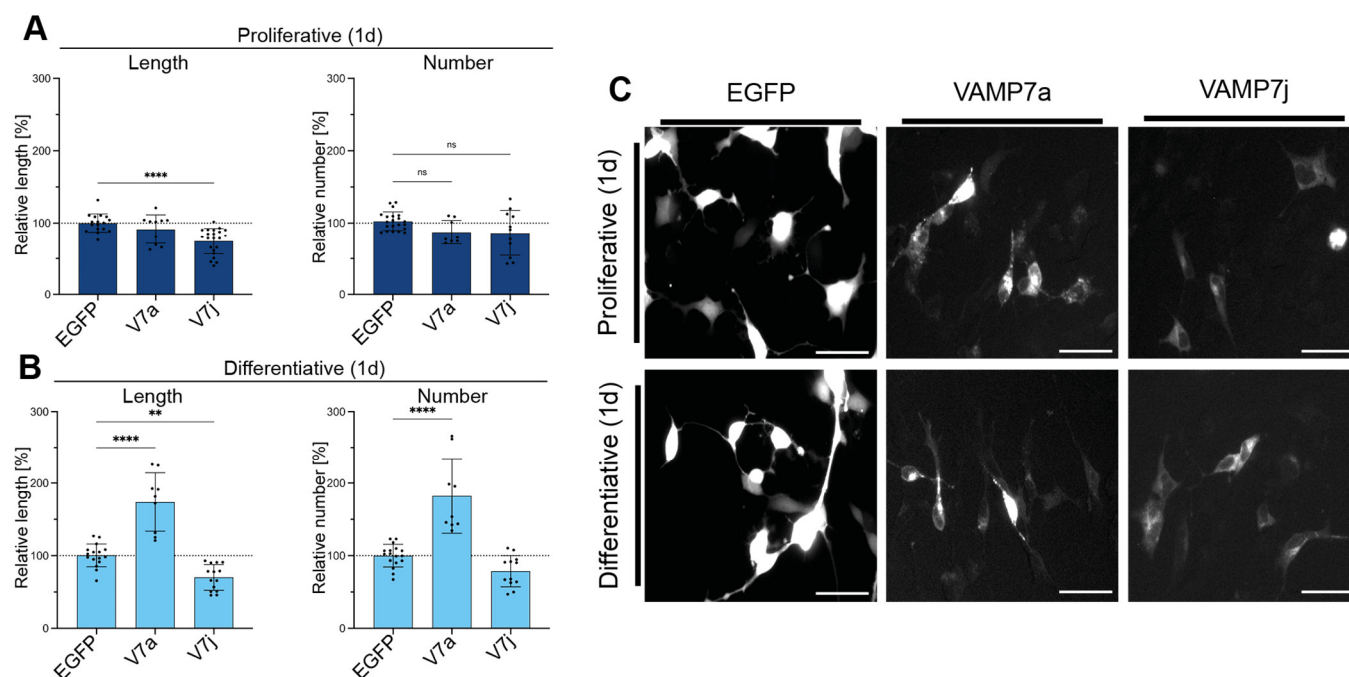 A
Proliferative (1d)
Length
Number
Relative length [%]
300
200
100
0
****
EGFP
V7a
V7j
Relative number [%]
300
200
100
0
ns
ns
EGFP
V7a
V7j
B
Differentiative (1d)
Length
Number
Relative length [%]
300
200
100
0
**
****
EGFP
V7a
V7j
Relative number [%]
300
200
100
0
****
EGFP
V7a
V7j
C
EGFP
VAMP7a
VAMP7j
Proliferative (1d)
Differentiative (1d)